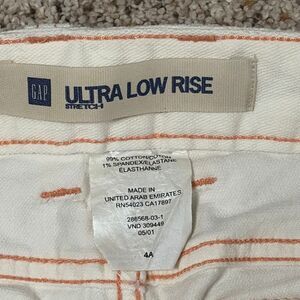 GAP
ULTRA LOW RISE
STRETCH
99% COTTON/COTON
1% SPANDEX/ELASTANE
ÉLASTHANNE
MADE IN
UNITED ARAB EMIRATES
RN54023 CA17897
286568-03-1
VND 309449
05/01
4A